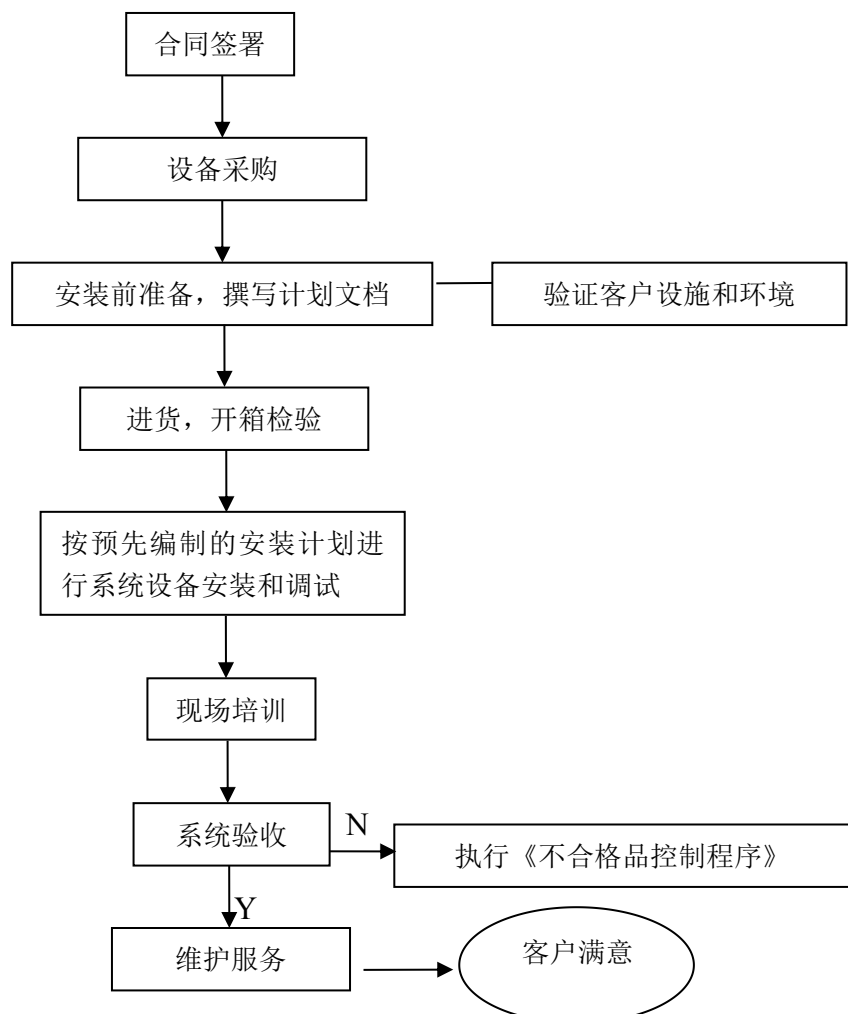 合同签署
设备采购
安装前准备，撰写计划文档
验证客户设施和环境
进货，开箱检验
按预先编制的安装计划进
行系统设备安装和调试
现场培训
系统验收
N
执行《不合格品控制程序》
Y
维护服务
客户满意